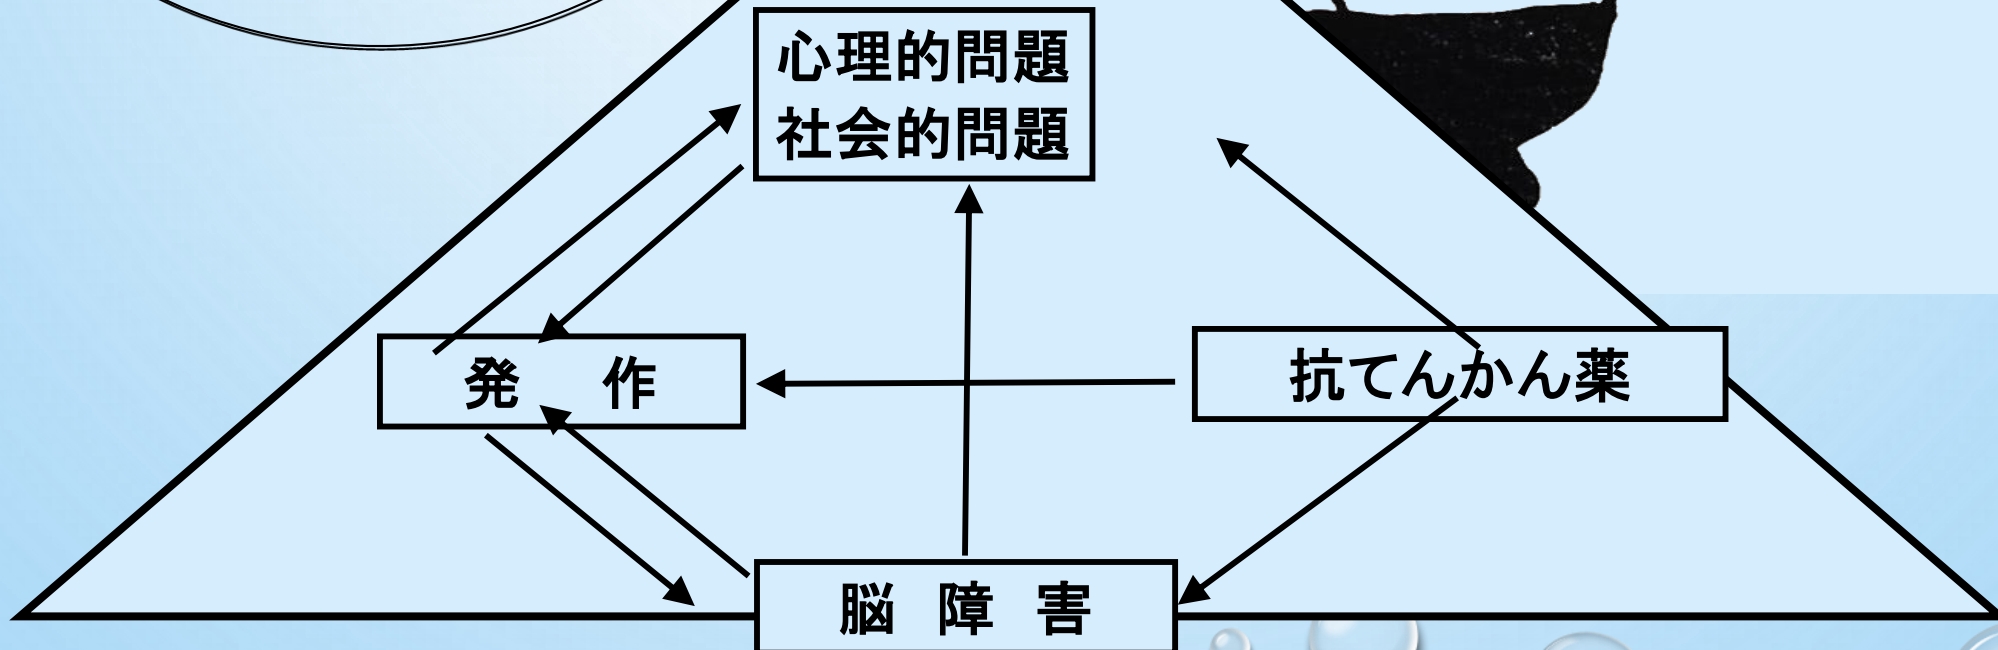 心理的問題
社会的問題
発 作
抗てんかん薬
脳 障 害